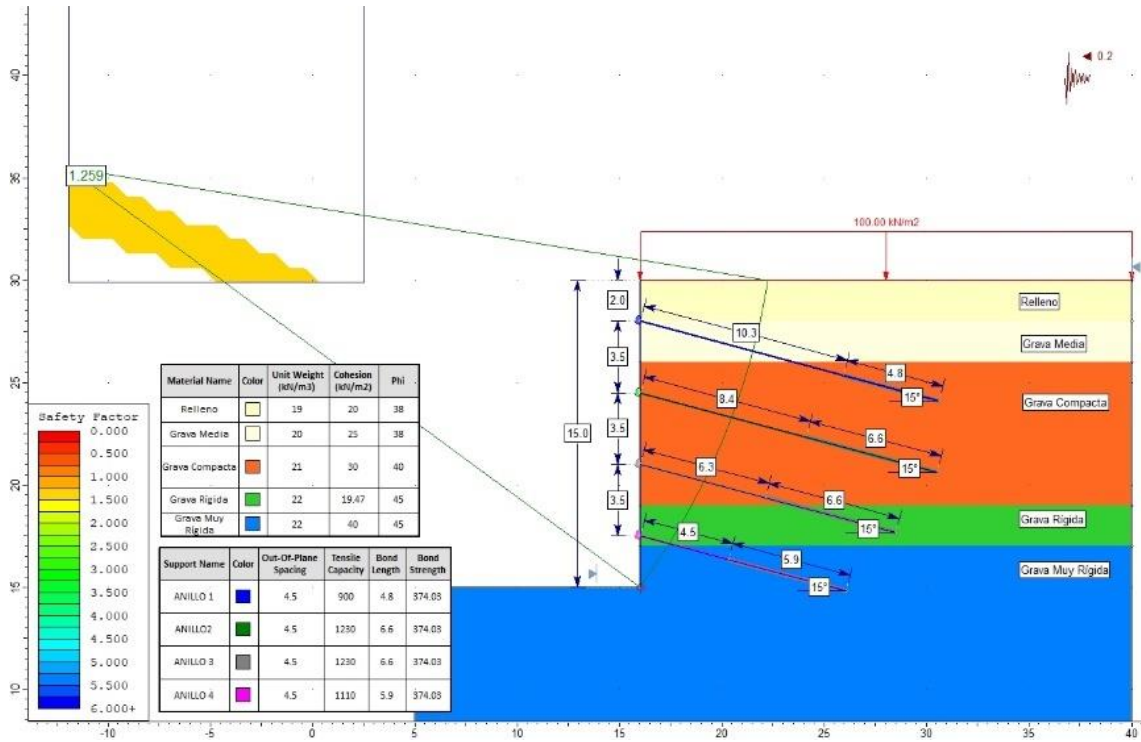 40
35
30
25
20
15
10
0.2
1.259
100.00 kN/m2
Relleno
Grava Media
Grava Compacta
Grava Rígida
Grava Muy Rígida
2.0
3.5
3.5
3.5
15.0
10.3
4.8
15°
8.4
6.6
15°
6.3
6.6
15°
4.5
5.9
15°
Material Name Color Unit Weight (kN/m3) Cohesion (kN/m2) Phi
Relleno 19 20 38
Grava Media 20 25 38
Grava Compacta 21 30 40
Grava Rígida 22 19.47 45
Grava Muy Rígida 22 40 45
Support Name Color Out-Of-Plane Spacing Tensile Capacity Bond Length Bond Strength
ANILLO 1 4.5 900 4.8 374.03
ANILLO2 4.5 1230 6.6 374.03
ANILLO 3 4.5 1230 6.6 374.03
ANILLO 4 4.5 1110 5.9 374.03
Safety Factor
0.000
0.500
1.000
1.500
2.000
2.500
3.000
3.500
4.000
4.500
5.000
5.500
6.000+
-10 -5 0 5 10 15 20 25 30 35 40